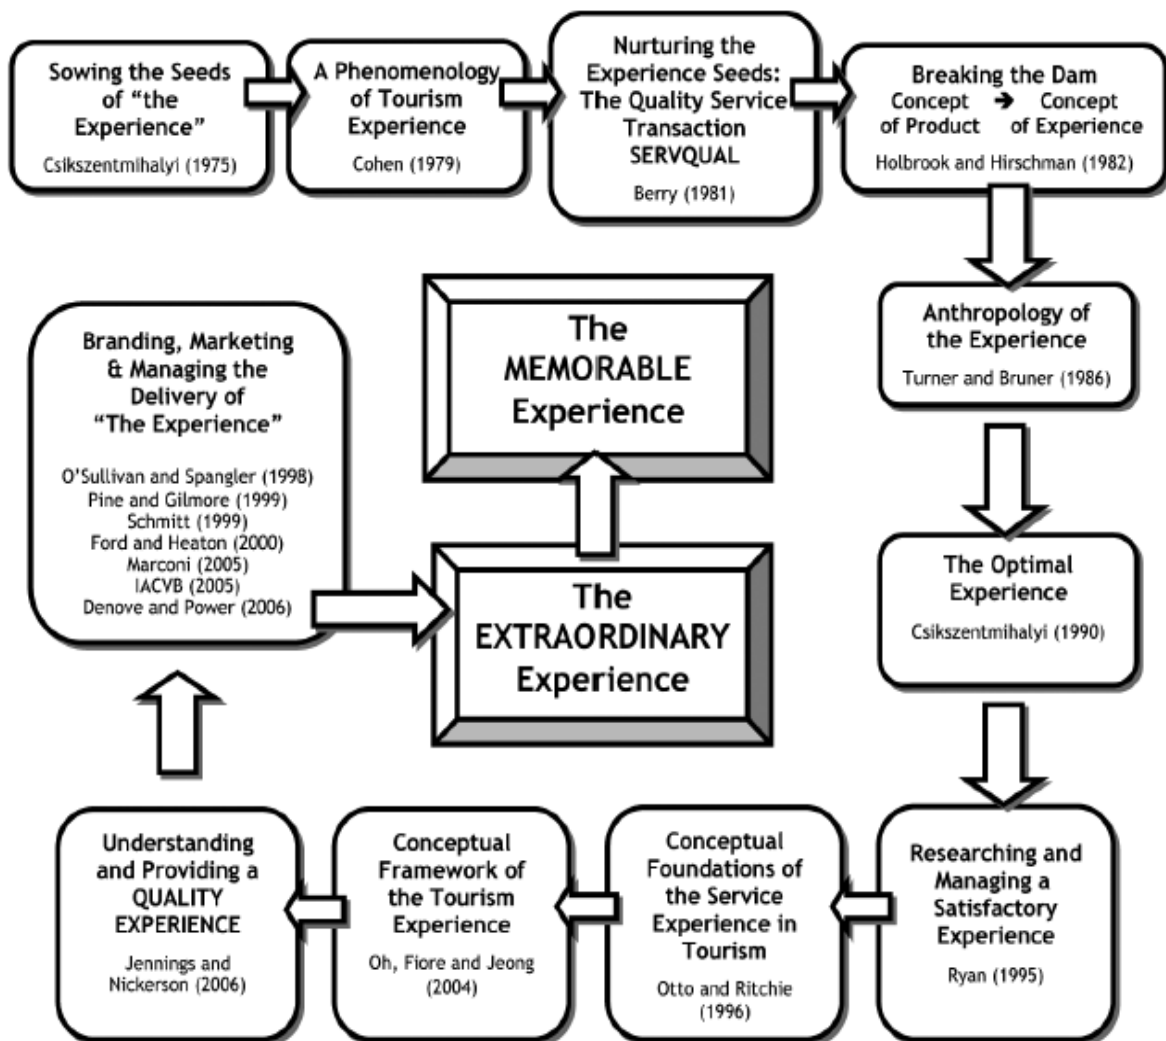 Sowing the Seeds
of “the
Experience”
Csikszentmihalyi (1975)
A Phenomenology
of Tourism
Experience
Cohen (1979)
Nurturing the
Experience Seeds:
The Quality Service
Transaction
SERVQUAL
Berry (1981)
Breaking the Dam
Concept ➔ Concept
of Product of Experience
Holbrook and Hirschman (1982)
Anthropology of
the Experience
Turner and Bruner (1986)
The Optimal
Experience
Csikszentmihalyi (1990)
Researching and
Managing a
Satisfactory
Experience
Ryan (1995)
Conceptual
Foundations of
the Service
Experience in
Tourism
Otto and Ritchie
(1996)
Conceptual
Framework of
the Tourism
Experience
Oh, Fiore and Jeong
(2004)
Understanding
and Providing a
QUALITY
EXPERIENCE
Jennings and
Nickerson (2006)
Branding, Marketing
& Managing the
Delivery of
“The Experience”
O’Sullivan and Spangler (1998)
Pine and Gilmore (1999)
Schmitt (1999)
Ford and Heaton (2000)
Marconi (2005)
IACVB (2005)
Denove and Power (2006)
The
EXTRAORDINARY
Experience
The
MEMORABLE
Experience